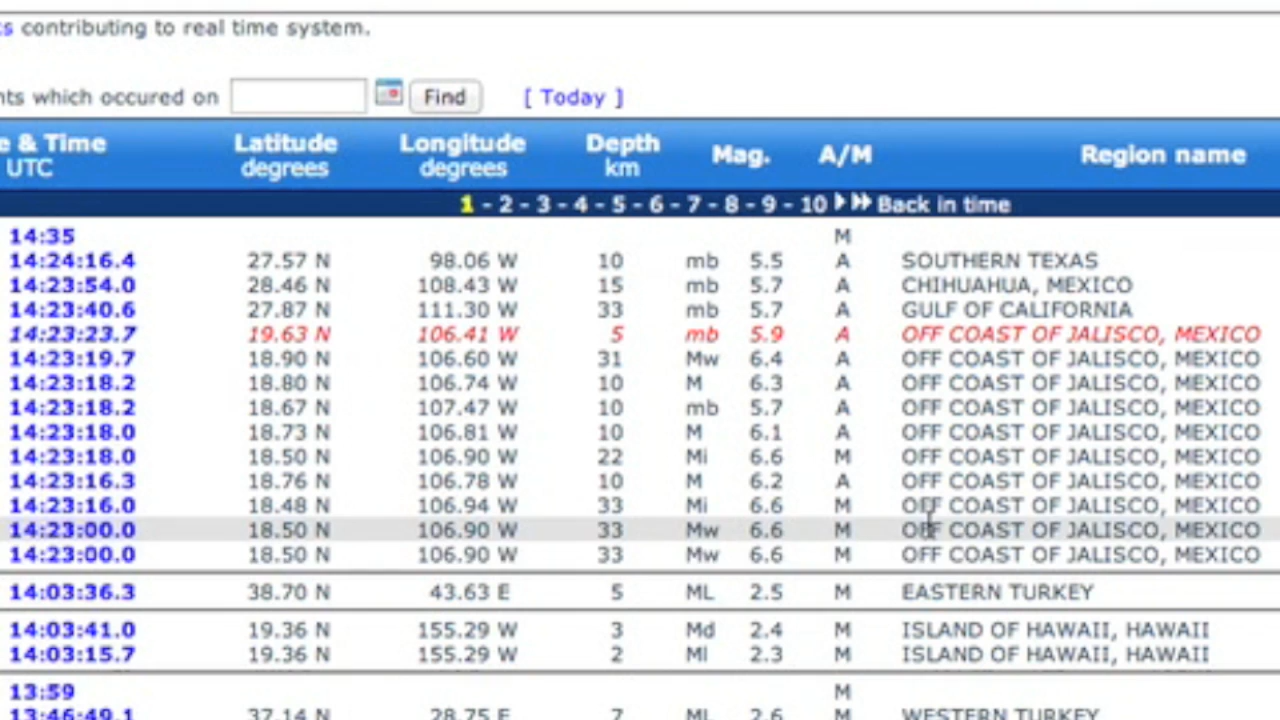 s contributing to real time system.
nts which occured on Find [ Today ]
e & Time Latitude Longitude Depth Mag. A/M Region name
UTC degrees degrees km
1 - 2 - 3 - 4 - 5 - 6 - 7 - 8 - 9 - 10 Back in time
14:35 M
14:24:16.4 27.57 N 98.06 W 10 mb 5.5 A SOUTHERN TEXAS
14:23:54.0 28.46 N 108.43 W 15 mb 5.7 A CHIHUAHUA, MEXICO
14:23:40.6 27.87 N 111.30 W 33 mb 5.7 A GULF OF CALIFORNIA
14:23:23.7 19.63 N 106.41 W 5 mb 5.9 A OFF COAST OF JALISCO, MEXICO
14:23:19.7 18.90 N 106.60 W 31 Mw 6.4 A OFF COAST OF JALISCO, MEXICO
14:23:18.2 18.80 N 106.74 W 10 M 6.3 A OFF COAST OF JALISCO, MEXICO
14:23:18.2 18.67 N 107.47 W 10 mb 5.7 A OFF COAST OF JALISCO, MEXICO
14:23:18.0 18.73 N 106.81 W 10 M 6.1 A OFF COAST OF JALISCO, MEXICO
14:23:18.0 18.50 N 106.90 W 22 Mi 6.6 M OFF COAST OF JALISCO, MEXICO
14:23:16.3 18.76 N 106.78 W 10 M 6.2 A OFF COAST OF JALISCO, MEXICO
14:23:16.0 18.48 N 106.94 W 33 Mi 6.6 M OFF COAST OF JALISCO, MEXICO
14:23:00.0 18.50 N 106.90 W 33 Mw 6.6 M OFF COAST OF JALISCO, MEXICO
14:23:00.0 18.50 N 106.90 W 33 Mw 6.6 M OFF COAST OF JALISCO, MEXICO
14:03:36.3 38.70 N 43.63 E 5 ML 2.5 M EASTERN TURKEY
14:03:41.0 19.36 N 155.29 W 3 Md 2.4 M ISLAND OF HAWAII, HAWAII
14:03:15.7 19.36 N 155.29 W 2 Ml 2.3 M ISLAND OF HAWAII, HAWAII
13:59 M
13:46:49.1 37.14 N 28.75 E 7 ML 2.6 M WESTERN TURKEY